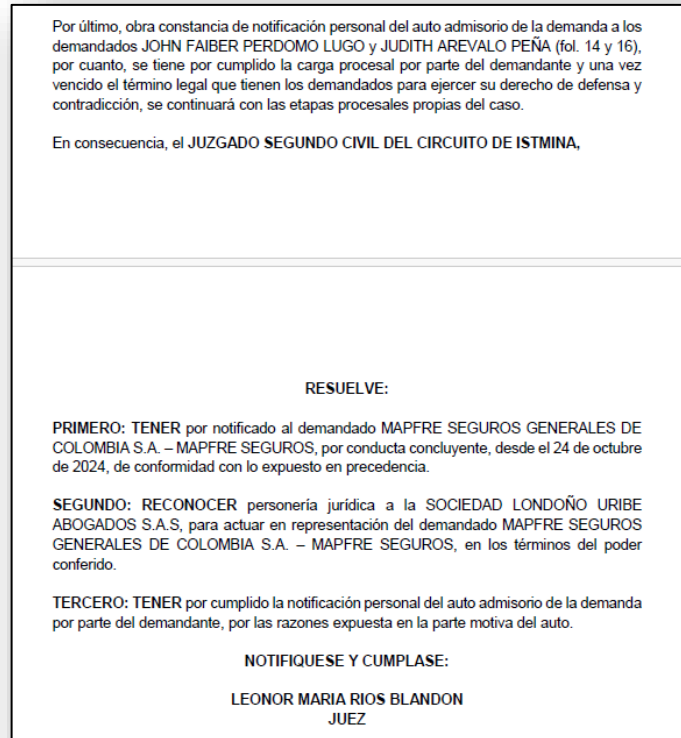 Por último, obra constancia de notificación personal del auto admisorio de la demanda a los
demandados JOHN FAIBER PERDOMO LUGO y JUDITH AREVALO PEÑA (fol. 14 y 16),
por cuanto, se tiene por cumplido la carga procesal por parte del demandante y una vez
vencido el término legal que tienen los demandados para ejercer su derecho de defensa y
contradicción, se continuará con las etapas procesales propias del caso.
En consecuencia, el JUZGADO SEGUNDO CIVIL DEL CIRCUITO DE ISTMINA,
RESUELVE:
PRIMERO: TENER por notificado al demandado MAPFRE SEGUROS GENERALES DE
COLOMBIA S.A. – MAPFRE SEGUROS, por conducta concluyente, desde el 24 de octubre
de 2024, de conformidad con lo expuesto en precedencia.
SEGUNDO: RECONOCER personería jurídica a la SOCIEDAD LONDOÑO URIBE
ABOGADOS S.A.S, para actuar en representación del demandado MAPFRE SEGUROS
GENERALES DE COLOMBIA S.A. – MAPFRE SEGUROS, en los términos del poder
conferido.
TERCERO: TENER por cumplido la notificación personal del auto admisorio de la demanda
por parte del demandante, por las razones expuesta en la parte motiva del auto.
NOTIFIQUESE Y CUMPLASE:
LEONOR MARIA RIOS BLANDON
JUEZ